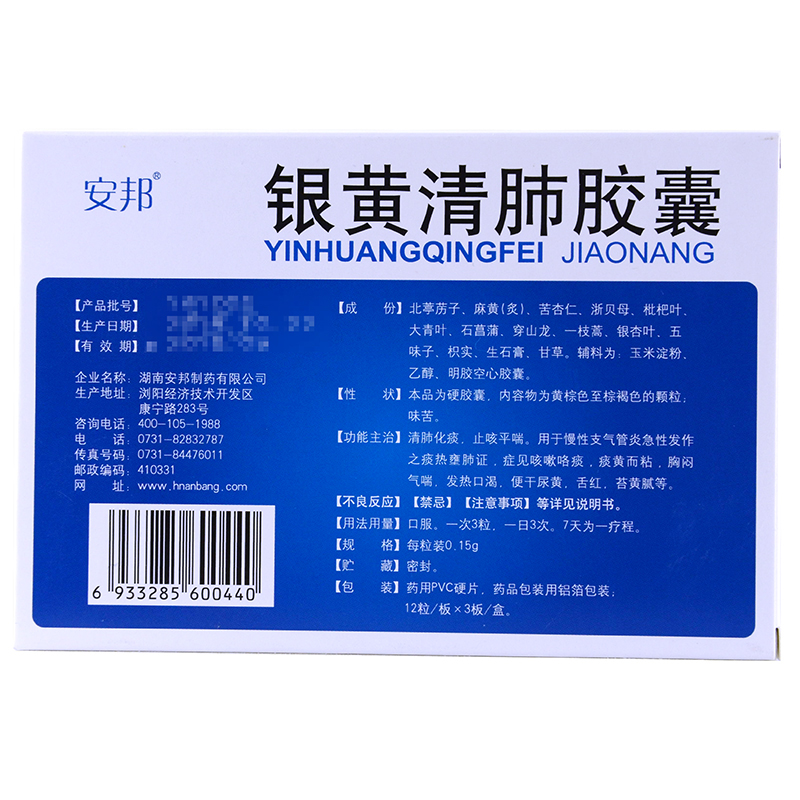 安邦®
银黄清肺胶囊
YINHUANGQINGFEI JIAONANG
【产品批号】
【生产日期】
【有 效 期】
企业名称：湖南安邦制药有限公司
生产地址：浏阳经济技术开发区
康宁路283号
咨询电话：400-105-1988
电　　话：0731-82832787
传真号码：0731-84476011
邮政编码：410331
网　　址：www.hnanbang.com
6 933285 600440
【成　　份】北葶苈子、麻黄(炙)、苦杏仁、浙贝母、枇杷叶、
大青叶、石菖蒲、穿山龙、一枝蒿、银杏叶、五
味子、枳实、生石膏、甘草。辅料为：玉米淀粉、
乙醇、明胶空心胶囊。
【性　　状】本品为硬胶囊，内容物为黄棕色至棕褐色的颗粒；
味苦。
【功能主治】清肺化痰，止咳平喘。用于慢性支气管炎急性发作
之痰热壅肺证，症见咳嗽咯痰，痰黄而粘，胸闷
气喘，发热口渴，便干尿黄，舌红，苔黄腻等。
【不良反应】【禁忌】【注意事项】等详见说明书。
【用法用量】口服。一次3粒，一日3次。7天为一疗程。
【规　　格】每粒装0.15g
【贮　　藏】密封。
【包　　装】药用PVC硬片，药品包装用铝箔包装；
12粒/板×3板/盒。